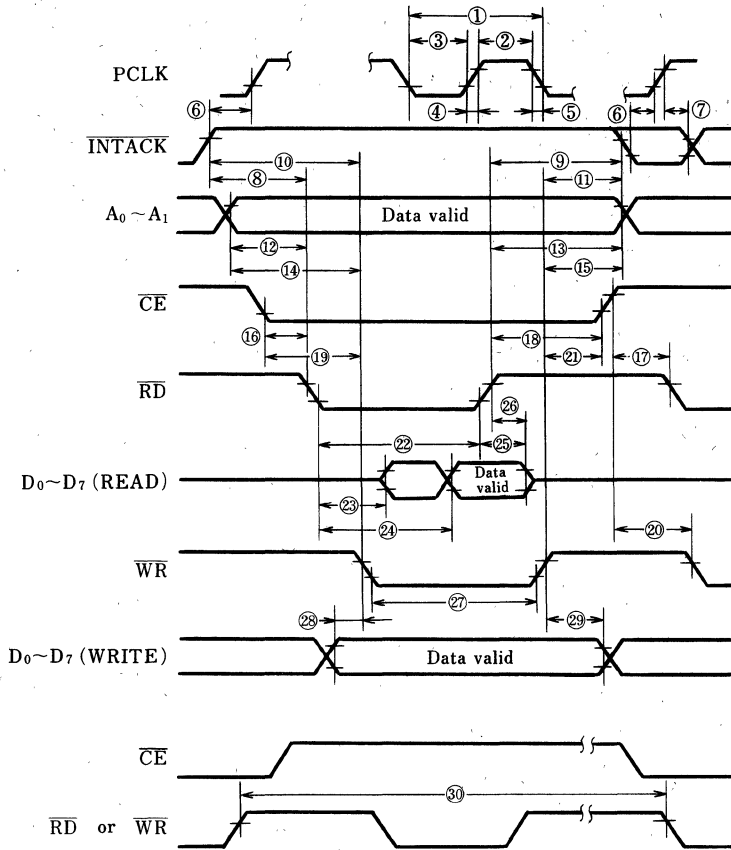 ①
③ ②
PCLK
④ ⑤ ⑥ ⑦
⑥
INTACK
⑩ ⑨
⑧ ⑪
A₀~A₁ Data valid
⑫ ⑬
⑭ ⑮
CE
⑯ ⑲ ⑱ ㉑ ⑰
RD
㉖
㉒ ㉕
D₀~D₇ (READ) Data valid
㉓
㉔ ⑳
WR
㉘ ㉗ ㉙
D₀~D₇ (WRITE) Data valid
CE
㉚
RD or WR